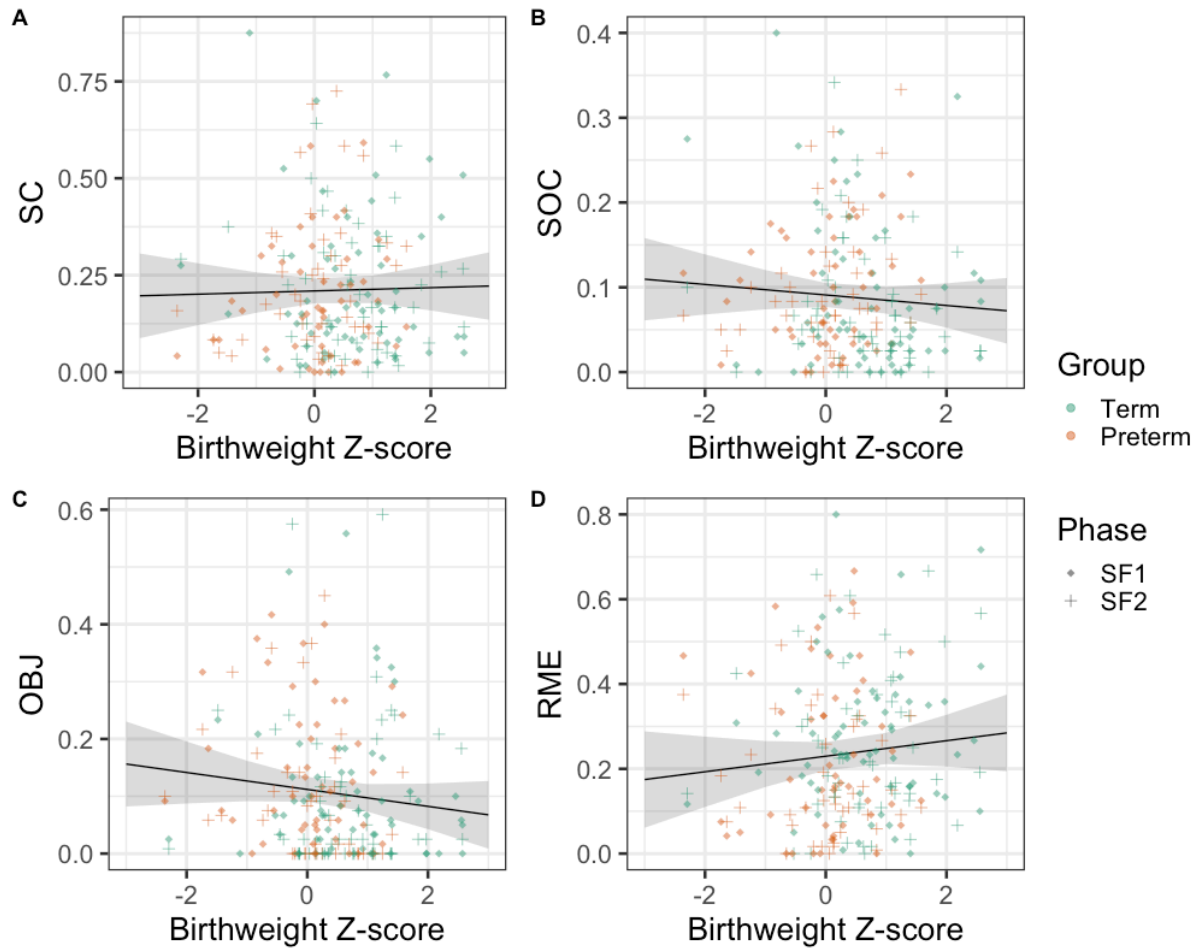 A
SC
0.75
0.50
0.25
0.00
-2 0 2
Birthweight Z-score
B
SOC
0.4
0.3
0.2
0.1
0.0
-2 0 2
Birthweight Z-score
Group
Term
Preterm
C
OBJ
0.6
0.4
0.2
0.0
-2 0 2
Birthweight Z-score
D
RME
0.8
0.6
0.4
0.2
0.0
-2 0 2
Birthweight Z-score
Phase
SF1
SF2